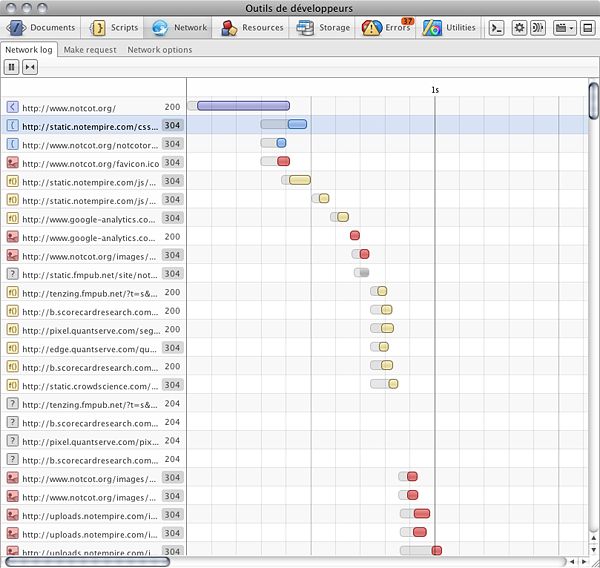 Outils de développeurs
Documents Scripts Network Resources Storage 37 Errors Utilities
Network log Make request Network options
1s
http://www.notcot.org/ 200
http://static.notempire.com/css... 304
http://www.notcot.org/notcotor... 304
http://www.notcot.org/favicon.ico 304
http://static.notempire.com/js/... 304
http://static.notempire.com/js/... 304
http://www.google-analytics.co... 304
http://www.google-analytics.co... 200
http://www.notcot.org/images/... 304
http://static.fmpub.net/site/not... 304
http://tenzing.fmpub.net/?t=s&... 200
http://b.scorecardresearch.com... 200
http://pixel.quantserve.com/seg... 200
http://edge.quantserve.com/qu... 304
http://b.scorecardresearch.com... 200
http://static.crowdscience.com/... 304
http://tenzing.fmpub.net/?t=s&... 204
http://b.scorecardresearch.com... 204
http://pixel.quantserve.com/pix... 204
http://b.scorecardresearch.com... 204
http://www.notcot.org/images/... 304
http://www.notcot.org/images/... 304
http://uploads.notempire.com/i... 304
http://uploads.notempire.com/i... 304
http://uploads.notempire.com/i... 304